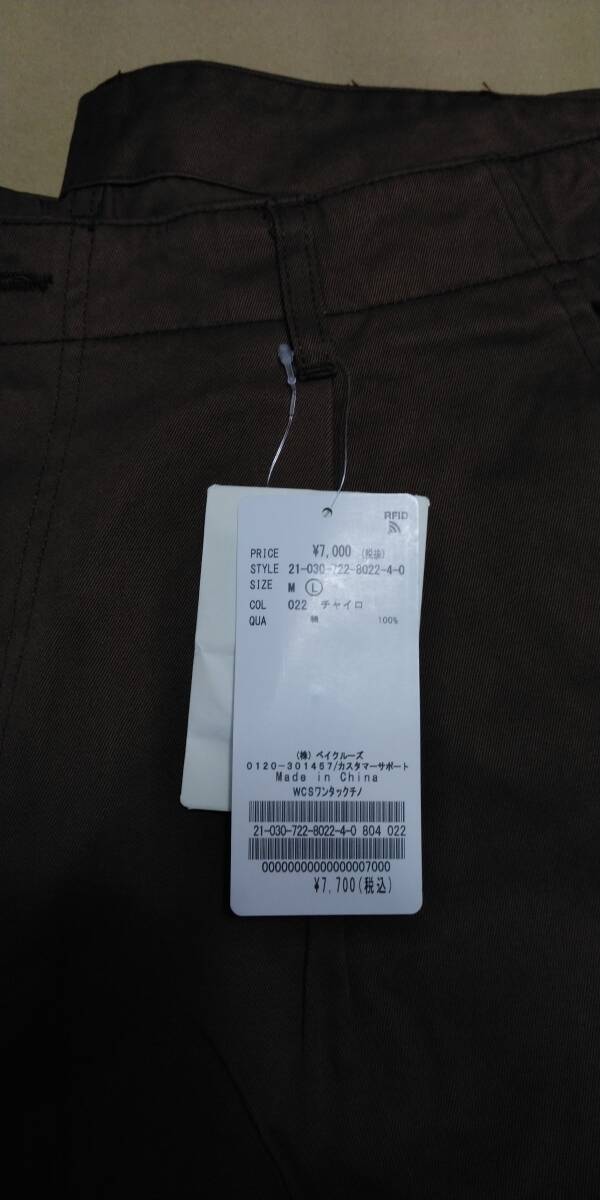 RFID
PRICE ¥7,000 (税抜)
STYLE 21-030-722-8022-4-0
SIZE M Ⓛ
COL 022 チャイロ
QUA 綿 100%
(株) ベイクルーズ
0120-301457/カスタマーサポート
Made in China
WCSワンタックチノ
21-030-722-8022-4-0 804 022
00000000000000007000
¥7,700(税込)